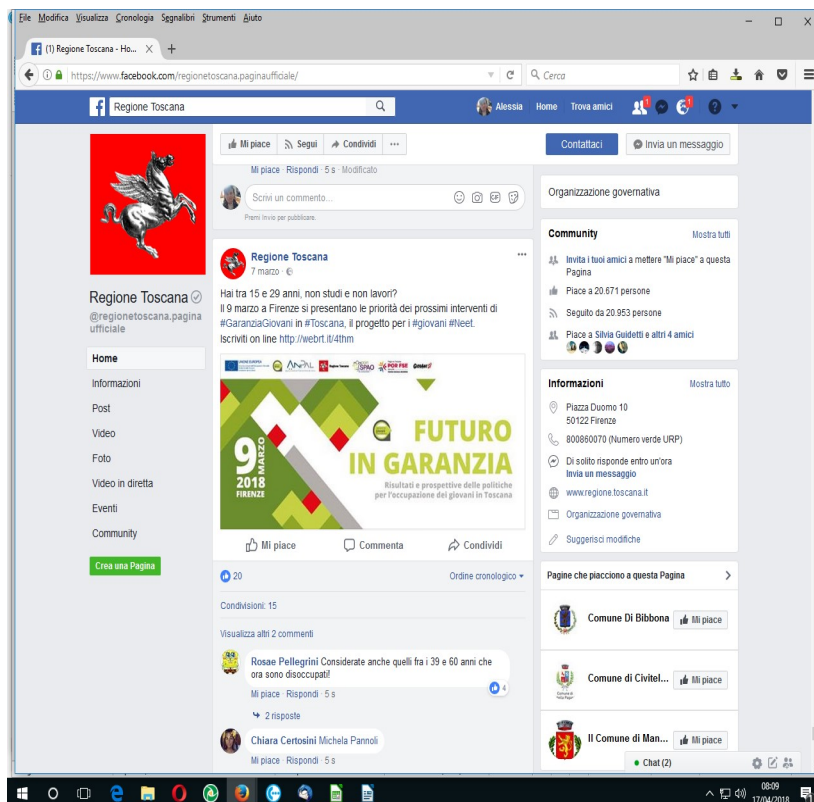 File Modifica Visualizza Cronologia Segnalibri Strumenti Aiuto
(1) Regione Toscana - Ho...
https://www.facebook.com/regionetoscana.paginaufficiale/
Cerca
Regione Toscana
Alessia Home Trova amici 1 1
Regione Toscana
@regionetoscana.pagina
ufficiale
Home
Informazioni
Post
Video
Foto
Video in diretta
Eventi
Community
Crea una Pagina
Mi piace Segui Condividi ...
Mi piace · Rispondi · 5 s · Modificato
Scrivi un commento...
GIF
Premi Invio per pubblicare.
Regione Toscana
7 marzo ·
Hai tra 15 e 29 anni, non studi e non lavori?
Il 9 marzo a Firenze si presentano le priorità dei prossimi interventi di
#GaranziaGiovani in #Toscana, il progetto per i #giovani #Neet.
Iscriviti on line http://webrt.it/4thm
UNIONE EUROPEA ANPAL Regione Toscana SPAO POR FSE
9 MARZO
2018
FIRENZE
FUTURO
IN GARANZIA
Risultati e prospettive delle politiche
per l'occupazione dei giovani in Toscana
Mi piace Commenta Condividi
20 Ordine cronologico
Condivisioni: 15
Visualizza altri 2 commenti
Rosae Pellegrini Considerate anche quelli fra i 39 e 60 anni che
ora sono disoccupati!
4
Mi piace · Rispondi · 5 s
2 risposte
Chiara Certosini Michela Pannoli
Mi piace · Rispondi · 5 s
Contattaci Invia un messaggio
Organizzazione governativa
Community Mostra tutti
Invita i tuoi amici a mettere "Mi piace" a questa
Pagina
Piace a 20.671 persone
Seguito da 20.953 persone
Piace a Silvia Guidetti e altri 4 amici
Informazioni Mostra tutto
Piazza Duomo 10
50122 Firenze
800860070 (Numero verde URP)
Di solito risponde entro un'ora
Invia un messaggio
www.regione.toscana.it
Organizzazione governativa
Suggerisci modifiche
Pagine che piacciono a questa Pagina
Comune Di Bibbona Mi piace
Comune di Civitel... Mi piace
Il Comune di Man... Mi piace
Chat (2)
08:09
17/04/2018